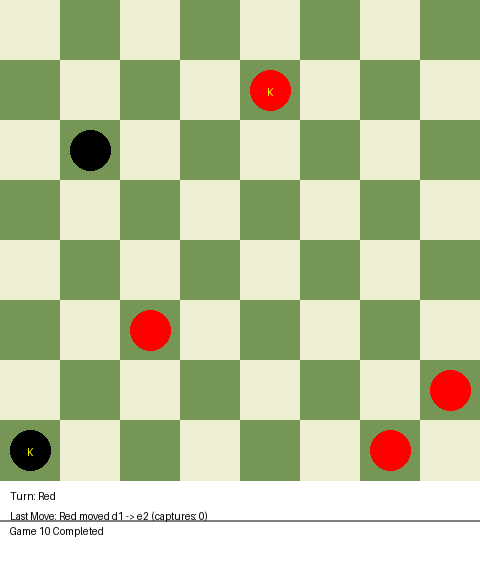 K
K
Turn: Red
Last Move: Red moved d1 -> e2 (captures: 0)
Game 10 Completed